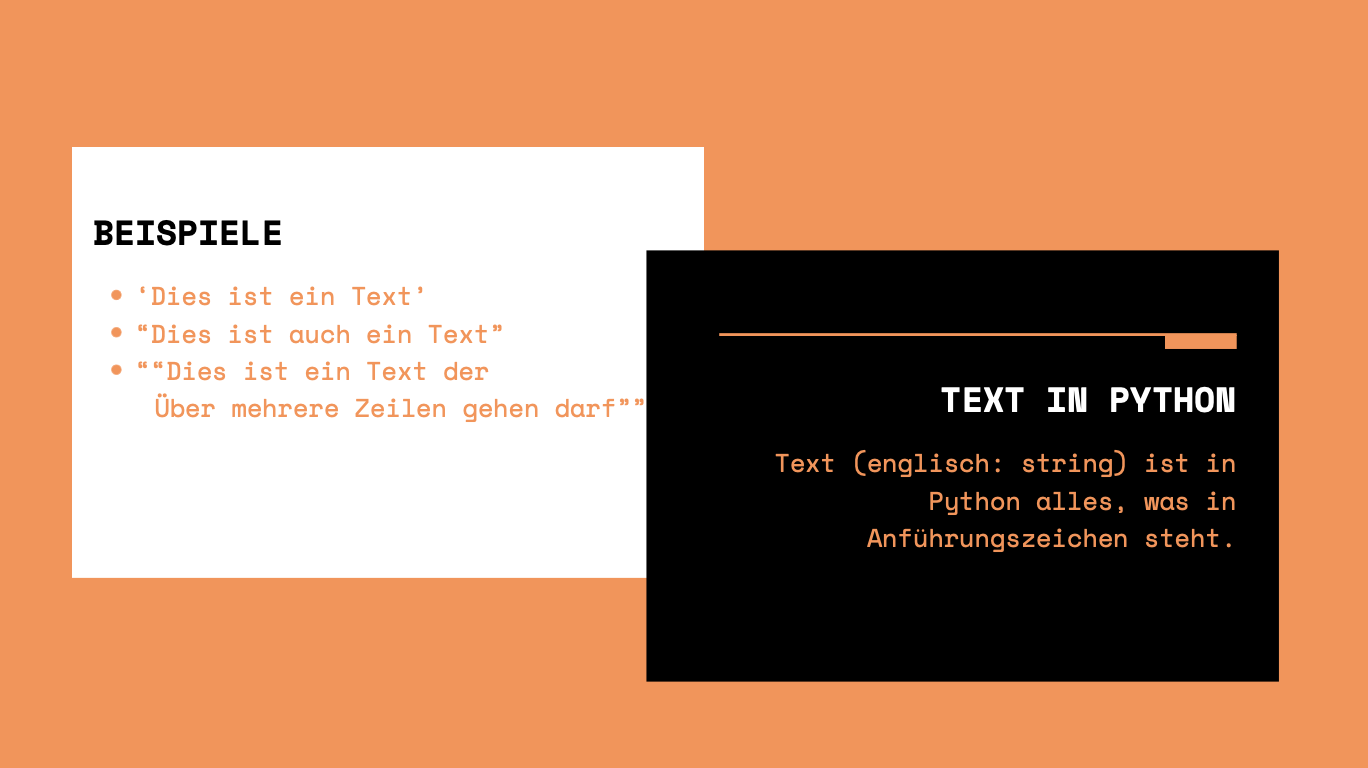 BEISPIELE
‘Dies ist ein Text’
“Dies ist auch ein Text”
““Dies ist ein Text der
Über mehrere Zeilen gehen darf””
TEXT IN PYTHON
Text (englisch: string) ist in
Python alles, was in
Anführungszeichen steht.